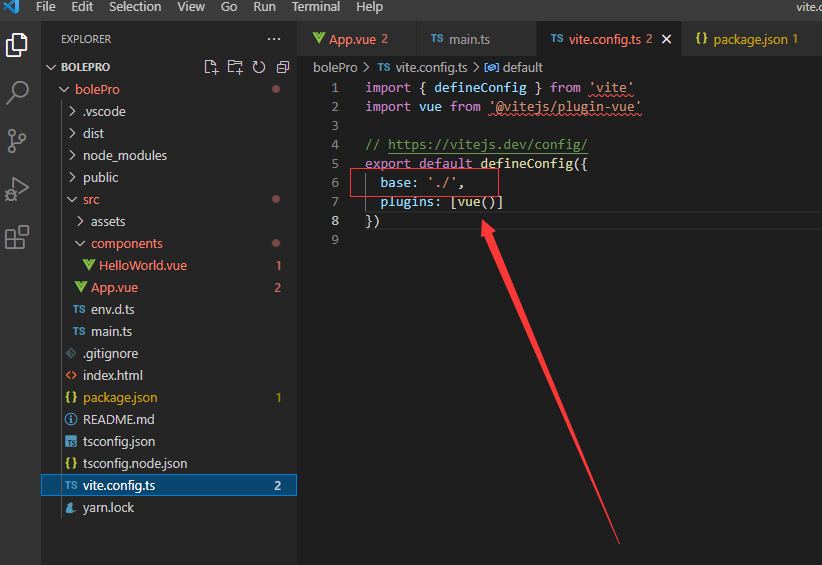 File Edit Selection Vue View Go Run Terminal Help vite.c
EXPLORER ...
BOLEPRO
bolePro
.vscode
dist
node_modules
public
src
assets
components
HelloWorld.vue 1
App.vue 2
TS env.d.ts
TS main.ts
.gitignore
<> index.html
{} package.json 1
README.md
TS tsconfig.json
{} tsconfig.node.json
TS vite.config.ts 2
yarn.lock
App.vue 2 TS main.ts TS vite.config.ts 2 {} package.json 1
bolePro > TS vite.config.ts > default
1 import { defineConfig } from 'vite'
2 import vue from '@vitejs/plugin-vue'
3
4 // https://vitejs.dev/config/
5 export default defineConfig({
6 base: './',
7 plugins: [vue()]
8 })
9